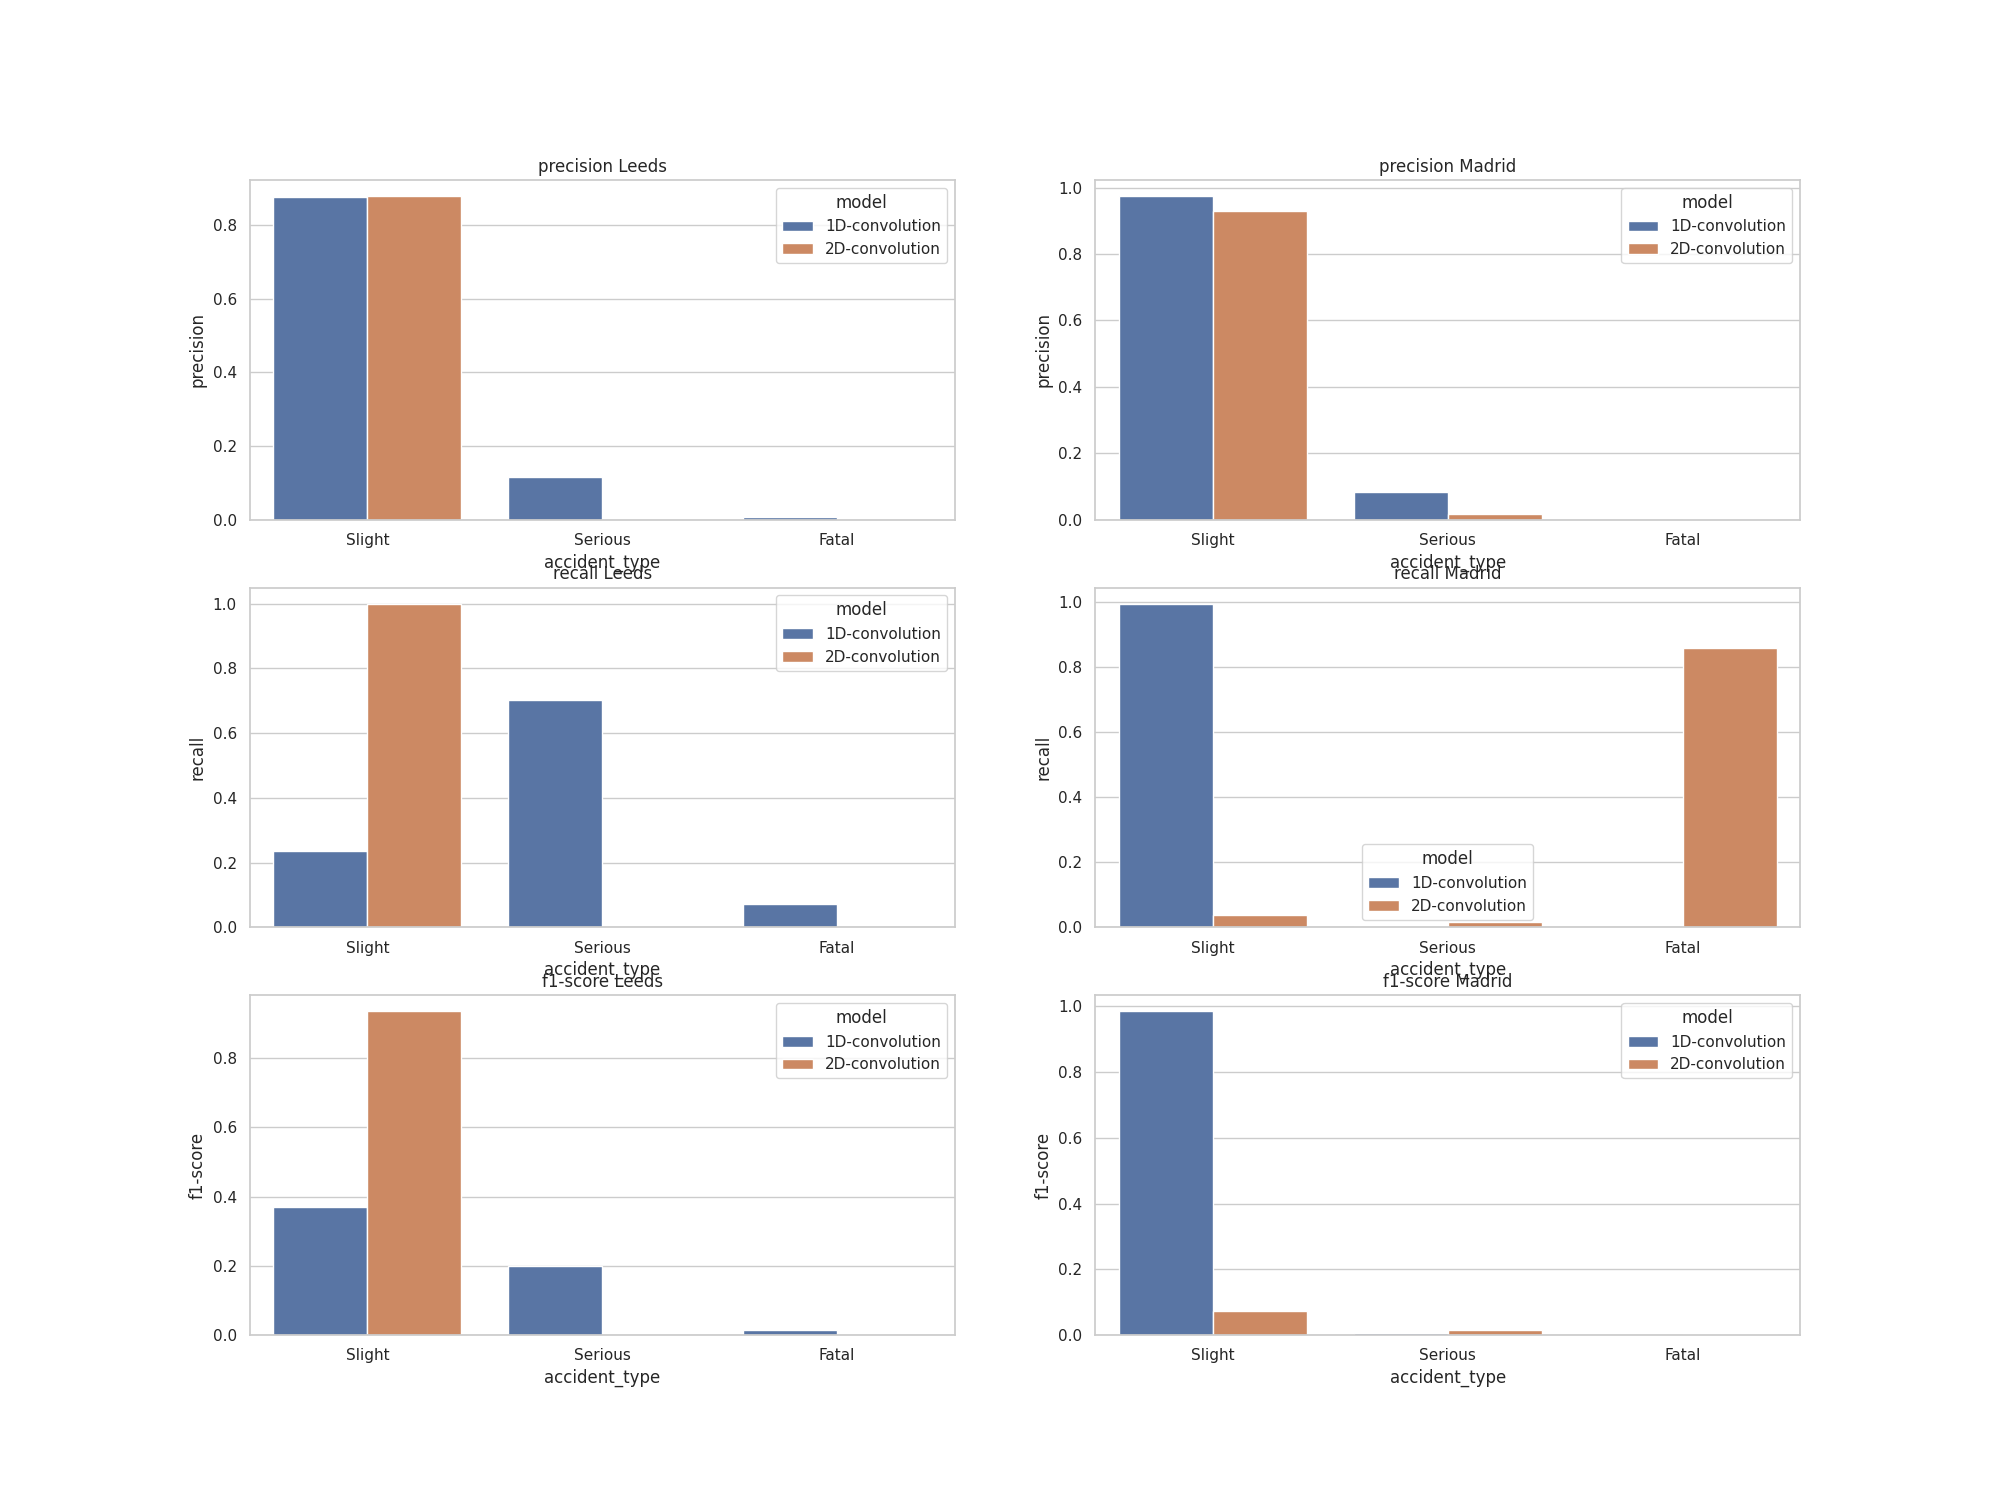 precision Leeds
precision
0.8
0.6
0.4
0.2
0.0
model
1D-convolution
2D-convolution
Slight Serious Fatal
accident_type
precision Madrid
precision
1.0
0.8
0.6
0.4
0.2
0.0
model
1D-convolution
2D-convolution
Slight Serious Fatal
accident_type
recall Leeds
recall
1.0
0.8
0.6
0.4
0.2
0.0
model
1D-convolution
2D-convolution
Slight Serious Fatal
accident_type
recall Madrid
recall
1.0
0.8
0.6
0.4
0.2
0.0
model
1D-convolution
2D-convolution
Slight Serious Fatal
accident_type
f1-score Leeds
f1-score
0.8
0.6
0.4
0.2
0.0
model
1D-convolution
2D-convolution
Slight Serious Fatal
accident_type
f1-score Madrid
f1-score
1.0
0.8
0.6
0.4
0.2
0.0
model
1D-convolution
2D-convolution
Slight Serious Fatal
accident_type